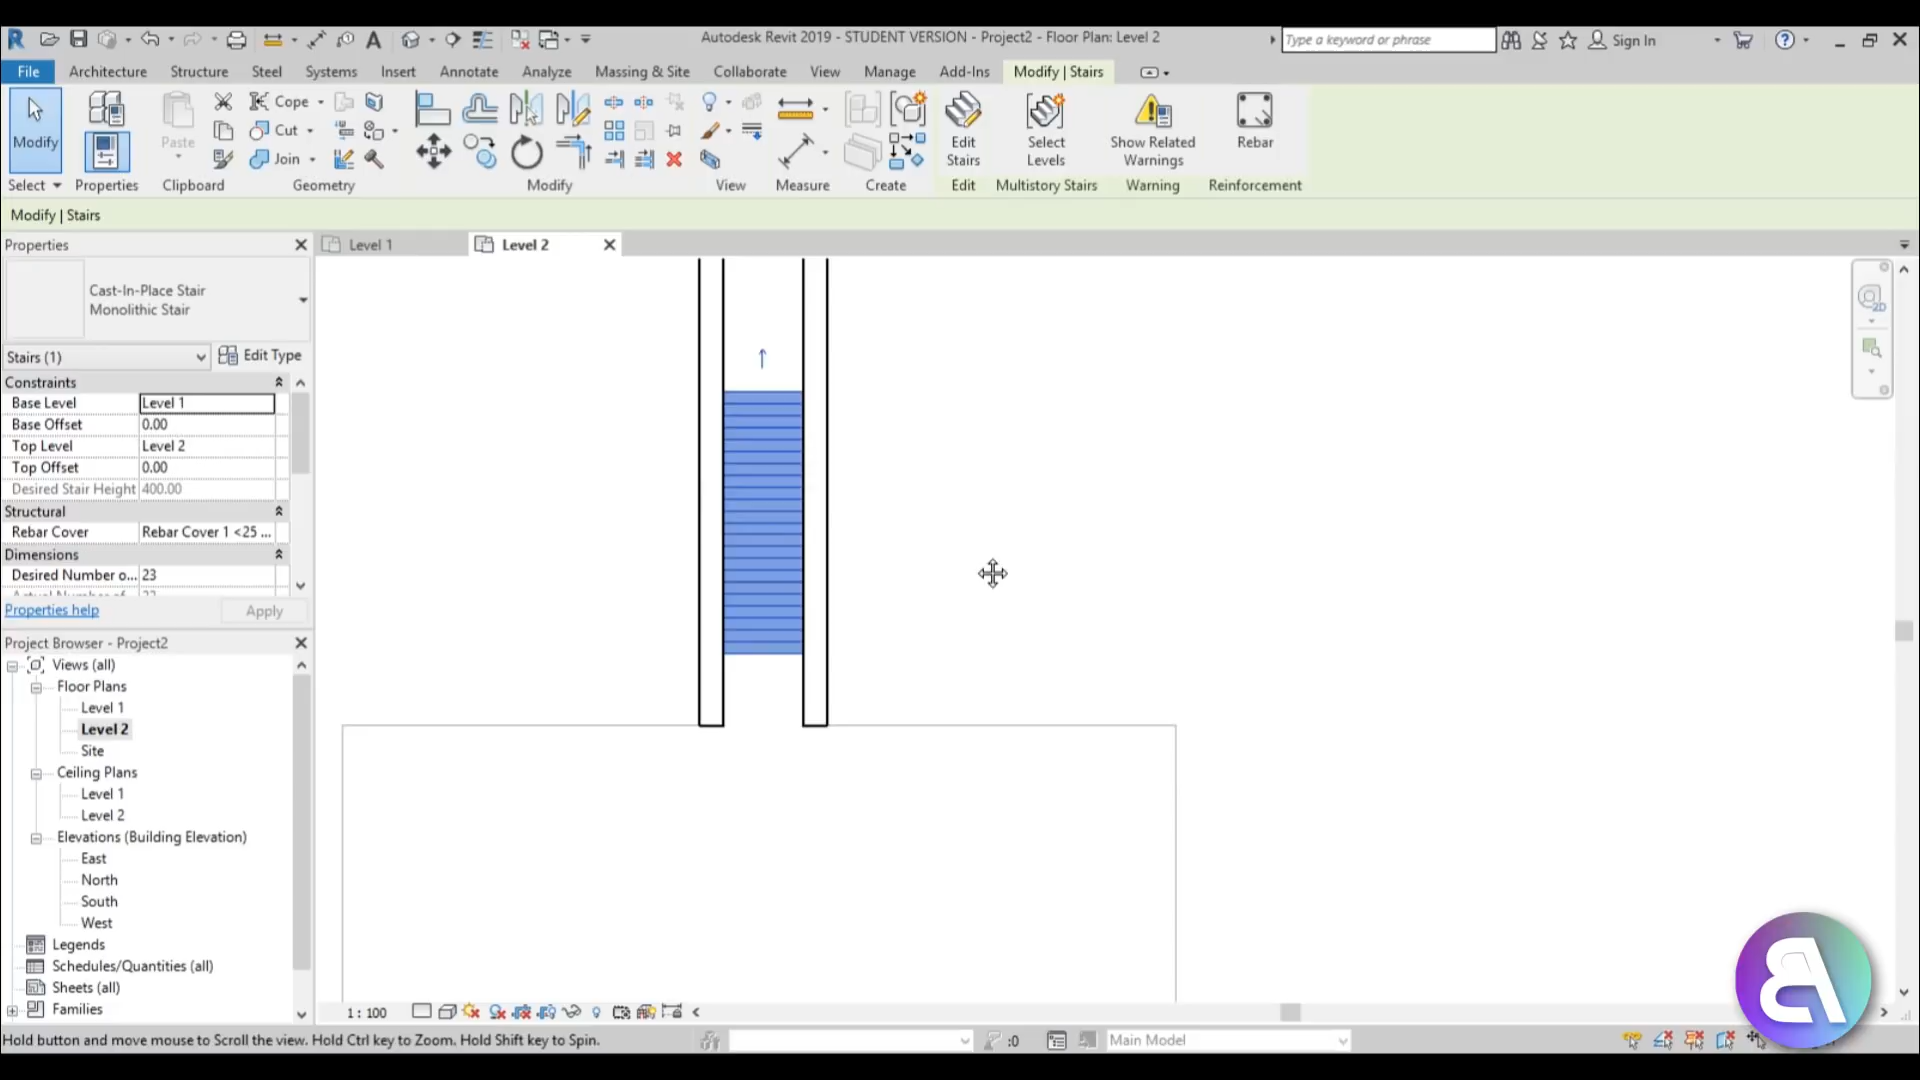 Autodesk Revit 2019 - STUDENT VERSION - Project2 - Floor Plan: Level 2
Type a keyword or phrase
Sign In
File
Architecture
Structure
Steel
Systems
Insert
Annotate
Analyze
Massing & Site
Collaborate
View
Manage
Add-Ins
Modify | Stairs
Modify
Paste
Cope
Cut
Join
Edit
Stairs
Select
Levels
Show Related
Warnings
Rebar
Select
Properties
Clipboard
Geometry
Modify
View
Measure
Create
Edit
Multistory Stairs
Warning
Reinforcement
Modify | Stairs
Properties
Level 1
Level 2
Cast-In-Place Stair
Monolithic Stair
Stairs (1)
Edit Type
Constraints
Base Level Level 1
Base Offset 0.00
Top Level Level 2
Top Offset 0.00
Desired Stair Height 400.00
Structural
Rebar Cover Rebar Cover 1 <25 ...
Dimensions
Desired Number o... 23
Properties help
Apply
Project Browser - Project2
Views (all)
Floor Plans
Level 1
Level 2
Site
Ceiling Plans
Level 1
Level 2
Elevations (Building Elevation)
East
North
South
West
Legends
Schedules/Quantities (all)
Sheets (all)
Families
1 : 100
Hold button and move mouse to Scroll the view. Hold Ctrl key to Zoom. Hold Shift key to Spin.
:0
Main Model